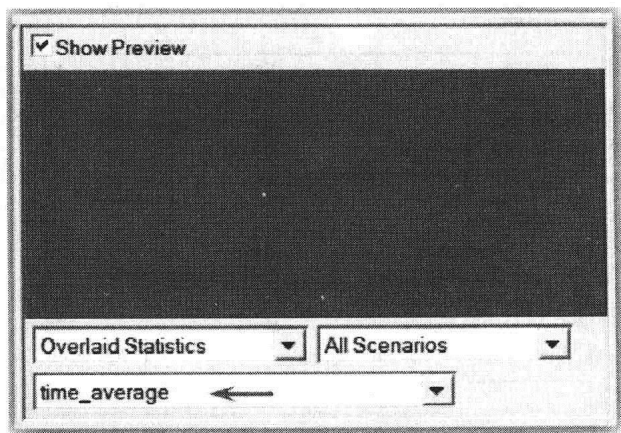 Show Preview
Overlaid Statistics
All Scenarios
time_average